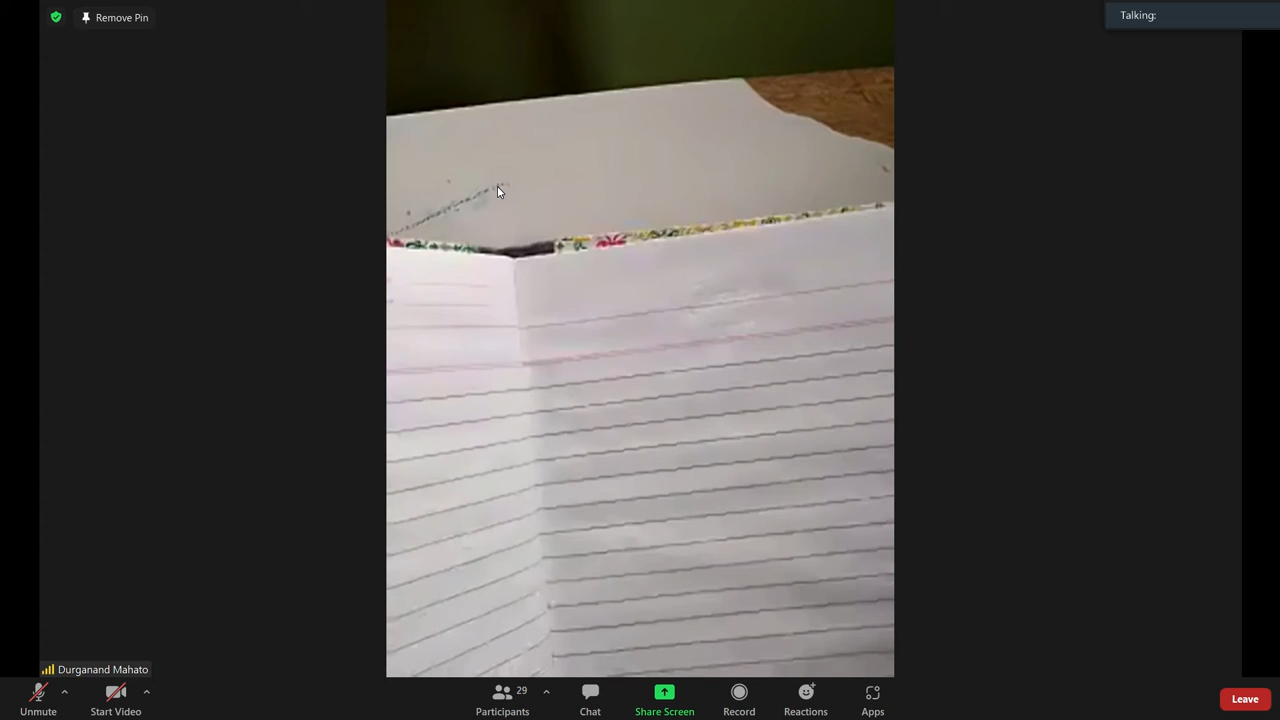 Remove Pin
Talking:
Durganand Mahato
Unmute
Start Video
29
Participants
Chat
Share Screen
Record
Reactions
Apps
Leave